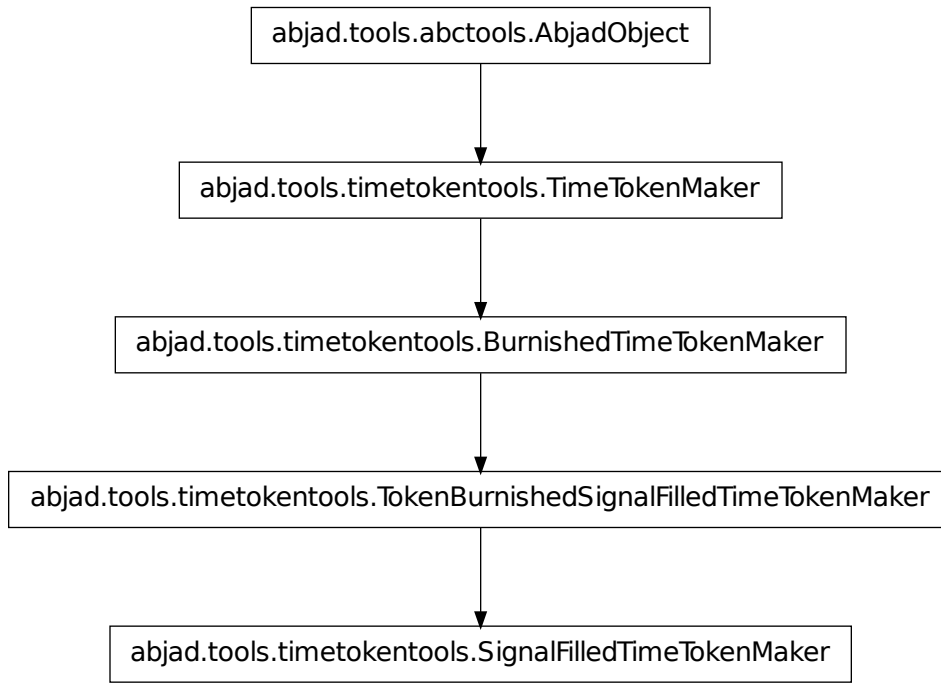 abjad.tools.abctools.AbjadObject
abjad.tools.timetokentools.TimeTokenMaker
abjad.tools.timetokentools.BurnishedTimeTokenMaker
abjad.tools.timetokentools.TokenBurnishedSignalFilledTimeTokenMaker
abjad.tools.timetokentools.SignalFilledTimeTokenMaker